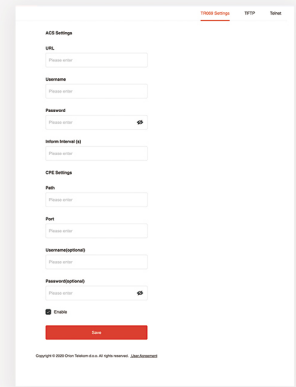 TR069 Settings TFTP Telnet
ACS Settings
URL
Please enter
Username
Please enter
Password
Please enter
Inform Interval (s)
Please enter
CPE Settings
Path
Please enter
Port
Please enter
Username(optional)
Please enter
Password(optional)
Please enter
Enable
Save
Copyright © 2020 Orion Telekom d.o.o. All rights reserved. User Agreement